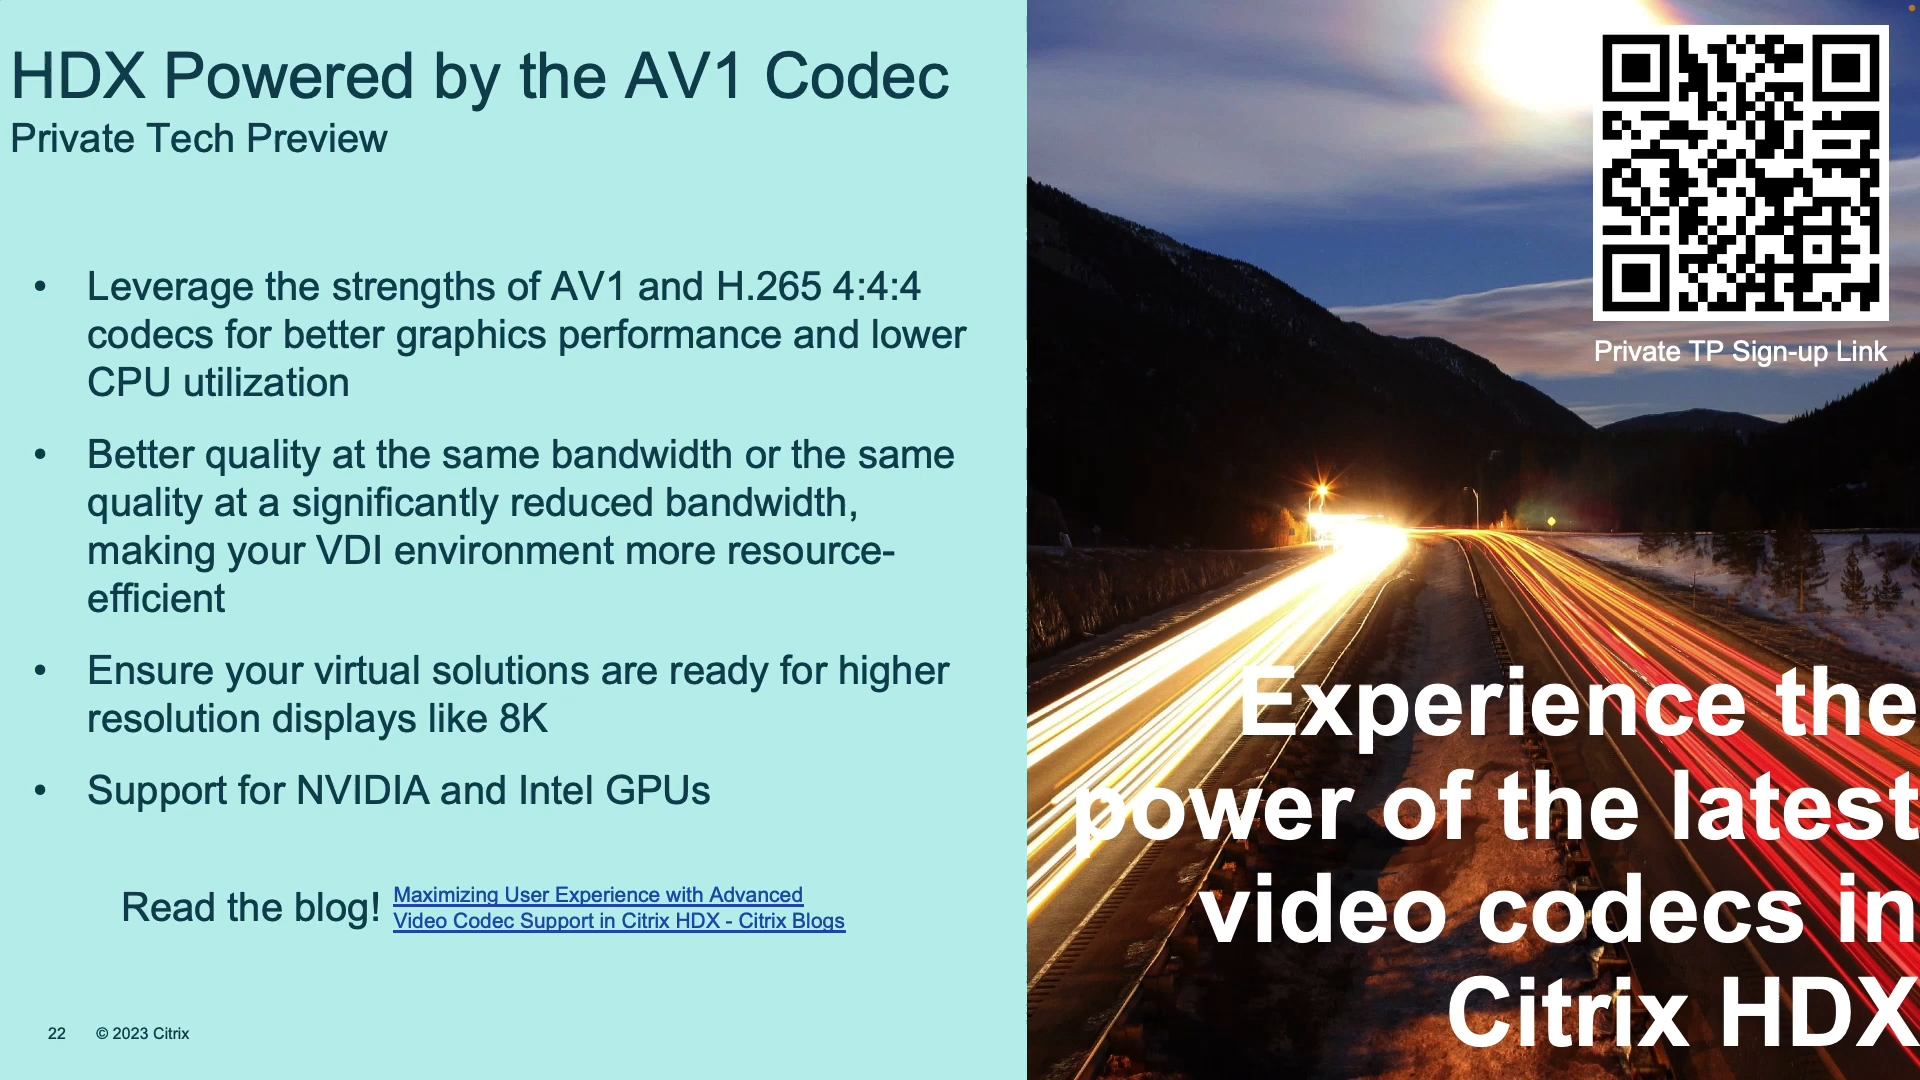 HDX Powered by the AV1 Codec
Private Tech Preview
• Leverage the strengths of AV1 and H.265 4:4:4
codecs for better graphics performance and lower
CPU utilization
• Better quality at the same bandwidth or the same
quality at a significantly reduced bandwidth,
making your VDI environment more resource-
efficient
• Ensure your virtual solutions are ready for higher
resolution displays like 8K
• Support for NVIDIA and Intel GPUs
Read the blog!
Maximizing User Experience with Advanced
Video Codec Support in Citrix HDX - Citrix Blogs
22 © 2023 Citrix
Private TP Sign-up Link
Experience the
power of the latest
video codecs in
Citrix HDX